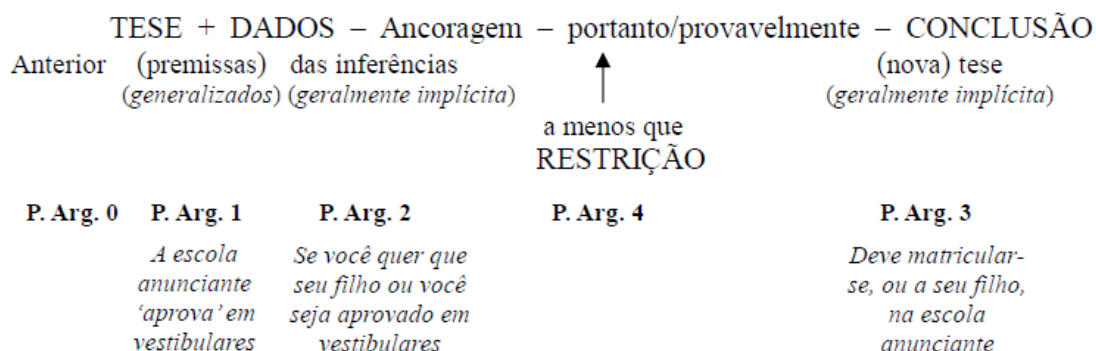 TESE + DADOS – Ancoragem – portanto/provavelmente – CONCLUSÃO
Anterior (premissas) das inferências (nova) tese
(generalizados) (geralmente implícita) (geralmente implícita)
a menos que
RESTRIÇÃO
P. Arg. 0 P. Arg. 1 P. Arg. 2 P. Arg. 4 P. Arg. 3
A escola Se você quer que Deve matricular-
anunciante seu filho ou você se, ou a seu filho,
‘aprova’ em seja aprovado em na escola
vestibulares vestibulares anunciante